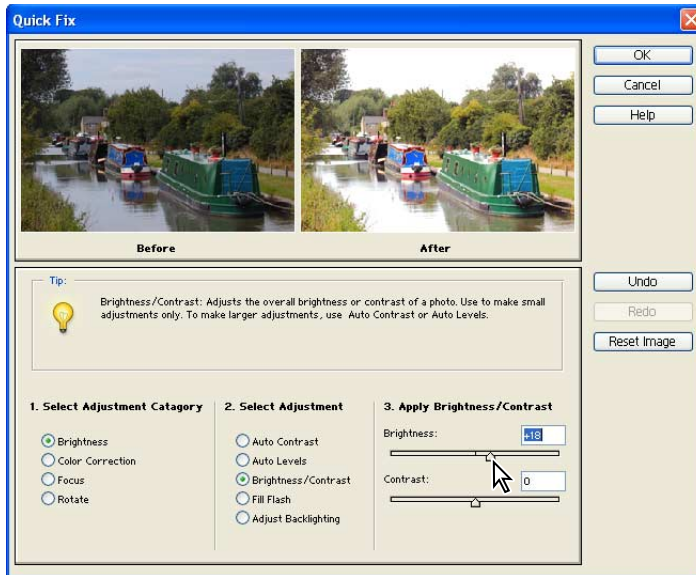 Quick Fix
OK
Cancel
Help
Before
After
Tip:
Brightness/Contrast: Adjusts the overall brightness or contrast of a photo. Use to make small
adjustments only. To make larger adjustments, use Auto Contrast or Auto Levels.
Undo
Redo
Reset Image
1. Select Adjustment Catagory
Brightness
Color Correction
Focus
Rotate
2. Select Adjustment
Auto Contrast
Auto Levels
Brightness/Contrast
Fill Flash
Adjust Backlighting
3. Apply Brightness/Contrast
Brightness:
+18
Contrast:
0